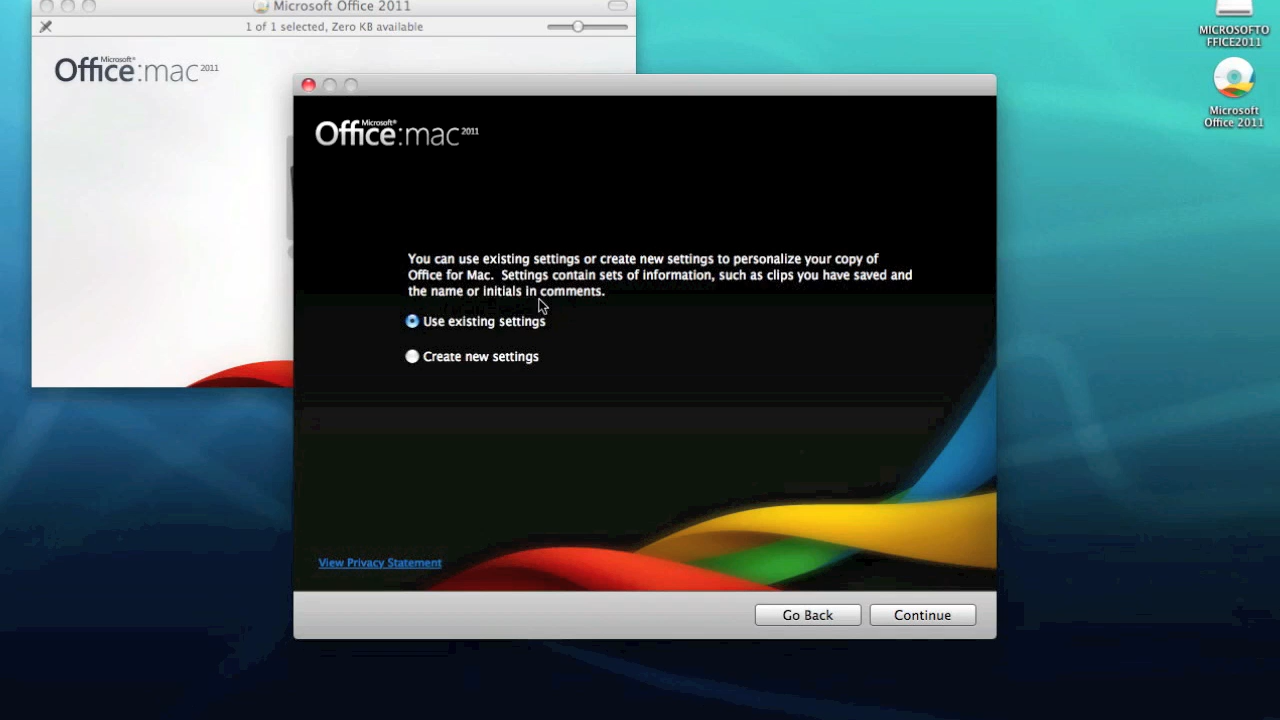 Microsoft Office 2011
1 of 1 selected, Zero KB available
Microsoft®
Office:mac 2011
MICROSOFTO
FFICE2011
Microsoft
Office 2011
Microsoft®
Office:mac 2011
You can use existing settings or create new settings to personalize your copy of
Office for Mac.  Settings contain sets of information, such as clips you have saved and
the name or initials in comments.
Use existing settings
Create new settings
View Privacy Statement
Go Back
Continue